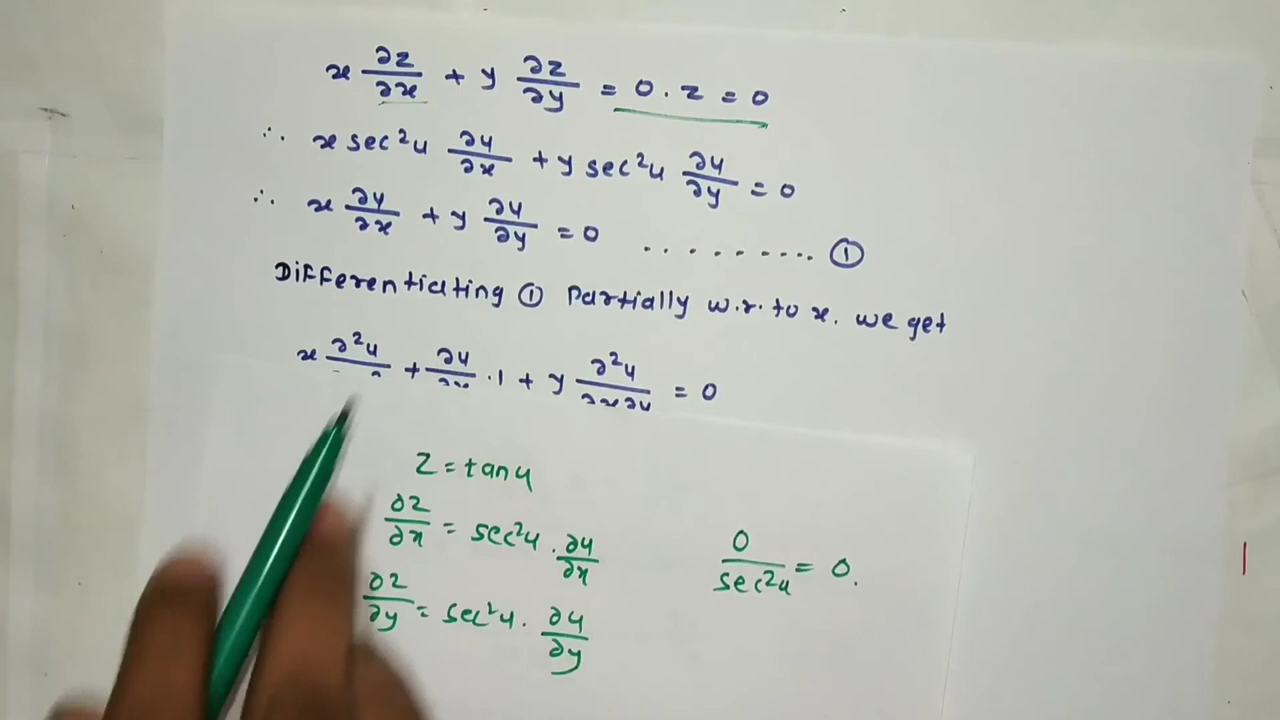 x ∂z/∂x + y ∂z/∂y = 0 . z = 0
∴ x sec²u ∂u/∂x + y sec²u ∂u/∂y = 0
∴ x ∂u/∂x + y ∂u/∂y = 0 .......... ①
Differentiating ① Partially w.r. to x. we get
x ∂²u/∂x² + ∂u/∂x . 1 + y ∂²u/∂x∂y = 0
z = tan u
∂z/∂x = sec²u . ∂u/∂x
∂z/∂y = sec²u . ∂u/∂y
0/sec²u = 0.